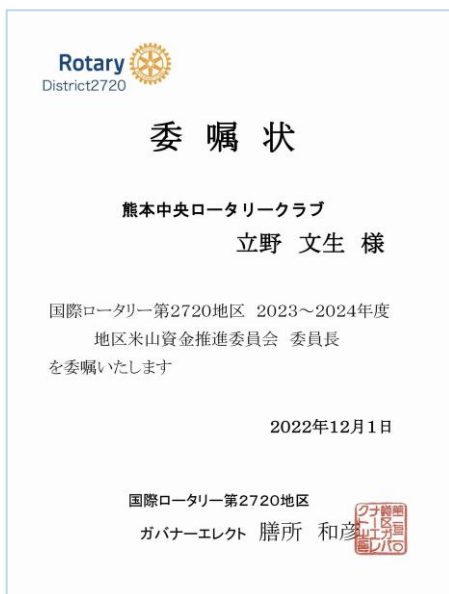 Rotary
District2720
委嘱状
熊本中央ロータリークラブ
立野 文生 様
国際ロータリー第2720地区 2023～2024年度
地区米山資金推進委員会 委員長
を委嘱いたします
2022年12月1日
国際ロータリー第2720地区
ガバナーエレクト 膳所 和彦